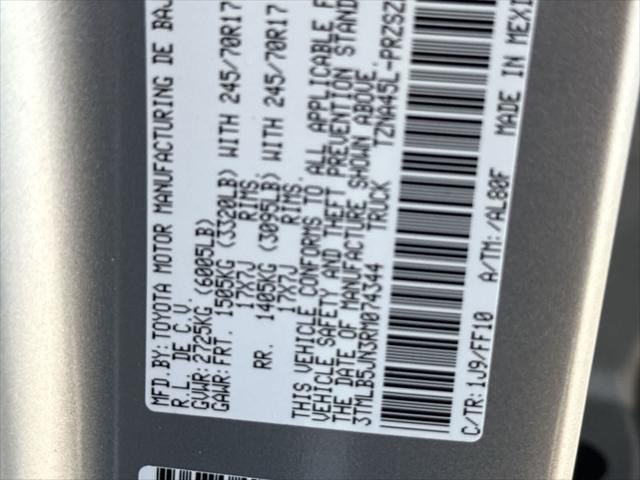 MFD.BY:TOYOTA MOTOR MANUFACTURING DE BAJ
R.L. DE C.V.
GVWR: 2725KG (6005LB)
GAWR: FRT. 1505KG (3320LB) WITH 245/70R17
17X7J RIMS,
RR. 1405KG (3095LB) WITH 245/70R17
17X7J RIMS.
THIS VEHICLE CONFORMS TO ALL APPLICABLE F
VEHICLE SAFETY AND THEFT PREVENTION STAND
THE DATE OF MANUFACTURE SHOWN ABOVE.
3TMLB5JN3RM074344 TRUCK TZNA45L-PRZSZ
C/TR:1J9/FF10 A/TM:/AL80F MADE IN MEXI